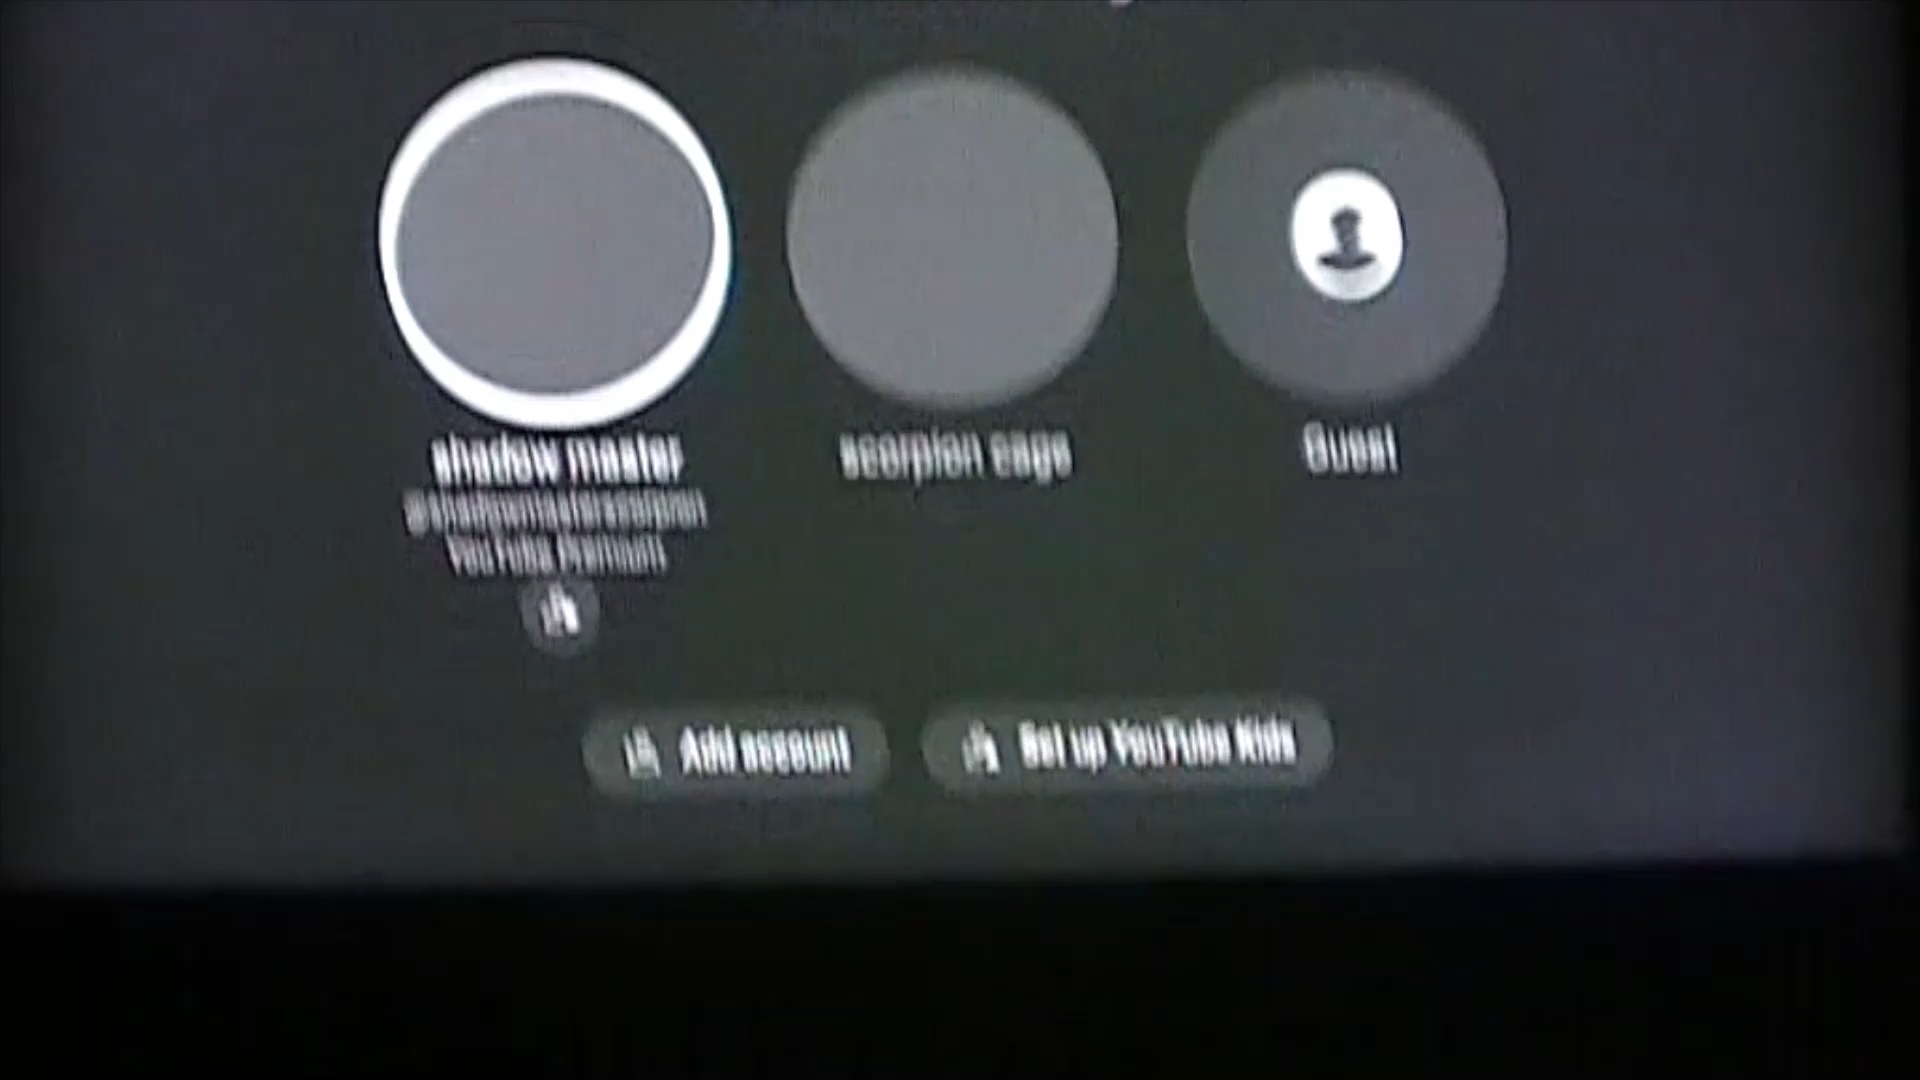 shadow master
scorpion sage
Guest
YouTube Premium
Add account
Set up YouTube Kids